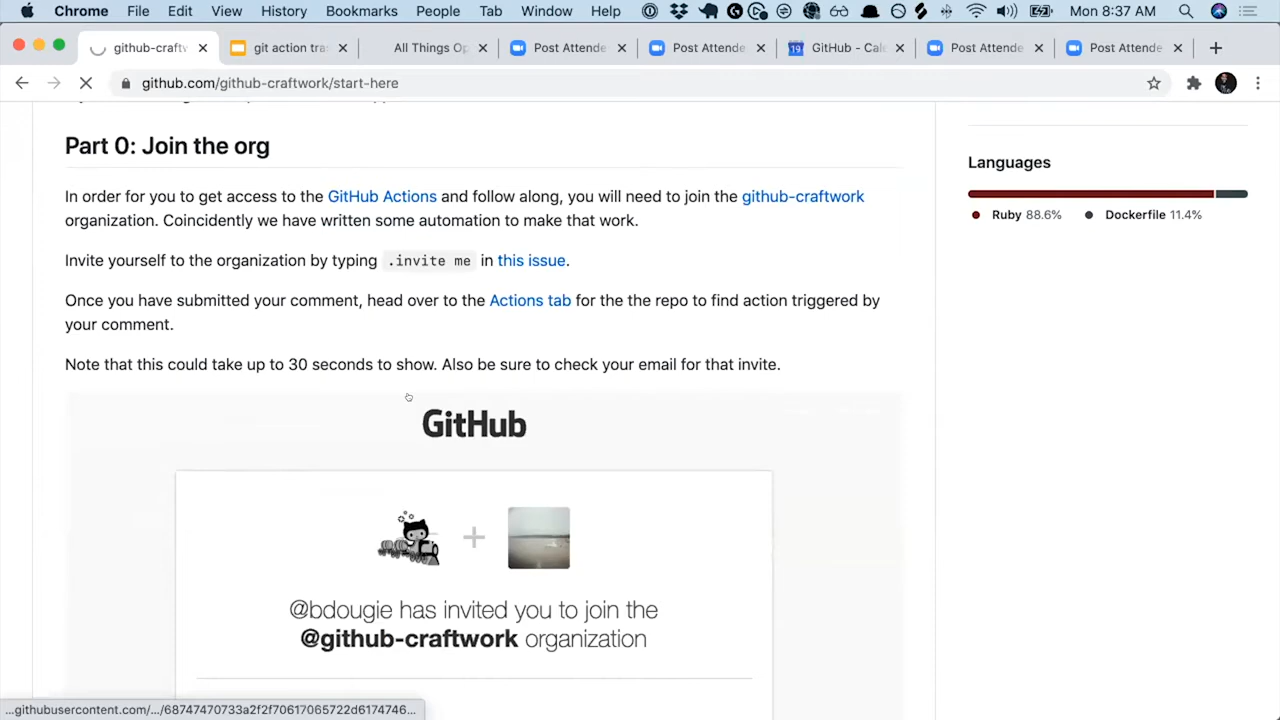 Chrome File Edit View History Bookmarks People Tab Window Help Mon 8:37 AM
github-craftw git action tra All Things Op Post Attende Post Attende GitHub - Cale Post Attende Post Attende
github.com/github-craftwork/start-here
Part 0: Join the org
Languages
Ruby 88.6% Dockerfile 11.4%
In order for you to get access to the GitHub Actions and follow along, you will need to join the github-craftwork
organization. Coincidently we have written some automation to make that work.
Invite yourself to the organization by typing .invite me in this issue.
Once you have submitted your comment, head over to the Actions tab for the the repo to find action triggered by
your comment.
Note that this could take up to 30 seconds to show. Also be sure to check your email for that invite.
GitHub
@bdougie has invited you to join the
@github-craftwork organization
...githubusercontent.com/.../68747470733a2f2f70617065722d6174746...